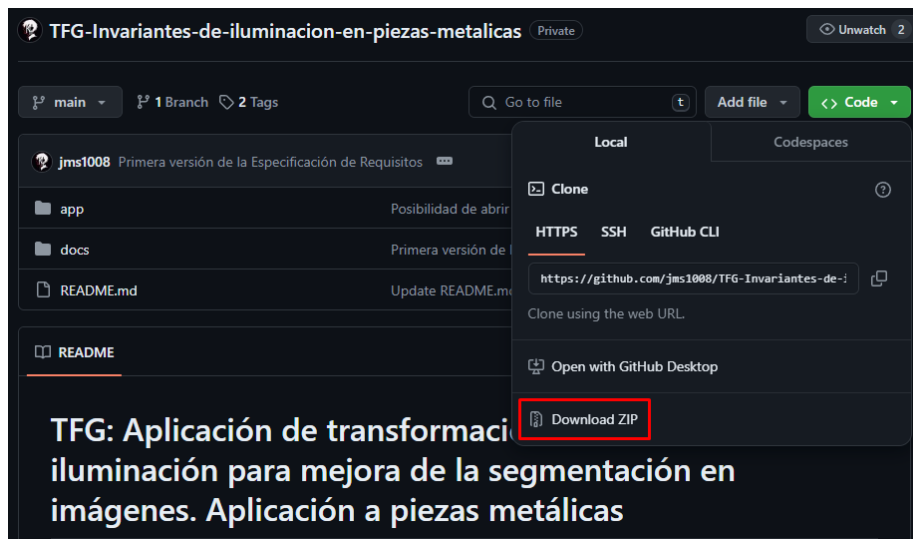 TFG-Invariantes-de-iluminacion-en-piezas-metalicas Private
Unwatch 2
main 1 Branch 2 Tags
Go to file t
Add file
<> Code
Local Codespaces
jms1008 Primera versión de la Especificación de Requisitos
Clone
app Posibilidad de abrir
HTTPS SSH GitHub CLI
docs Primera versión de
https://github.com/jms1008/TFG-Invariantes-de-i
README.md Update README.m
Clone using the web URL.
README
Open with GitHub Desktop
Download ZIP
TFG: Aplicación de transformaci
iluminación para mejora de la segmentación en
imágenes. Aplicación a piezas metálicas